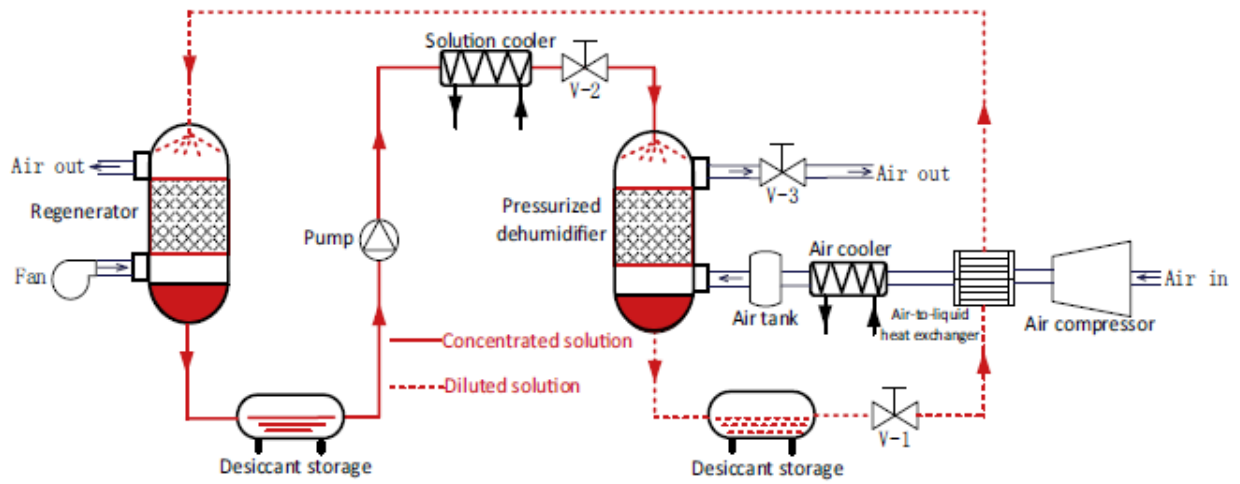 Solution cooler
V-2
Air out
Regenerator
Fan
Pump
Pressurized
dehumidifier
Air out
V-3
Air cooler
Air in
Air tank
Air-to-liquid
heat exchanger
Air compressor
Concentrated solution
Diluted solution
V-1
Desiccant storage
Desiccant storage